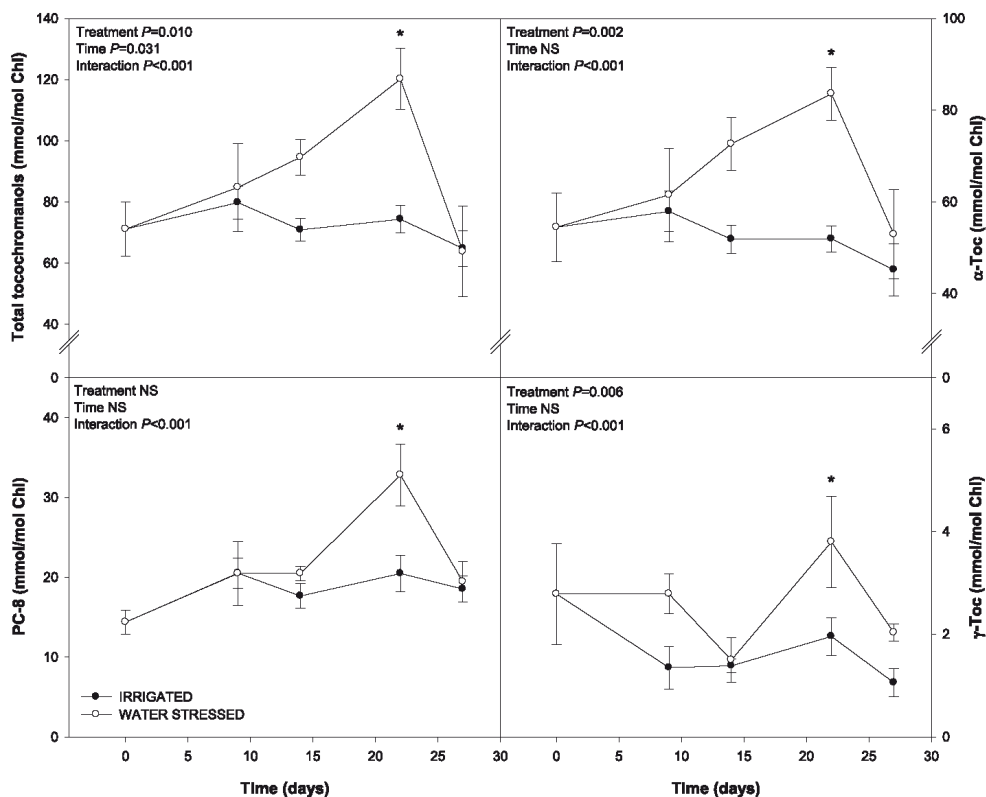 Total tocochromanols (mmol/mol Chl)
140
120
100
80
60
40
0
Treatment P=0.010
Time P=0.031
Interaction P<0.001
*
Treatment P=0.002
Time NS
Interaction P<0.001
*
100
80
60
40
0
α-Toc (mmol/mol Chl)
PC-8 (mmol/mol Chl)
40
30
20
10
0
Treatment NS
Time NS
Interaction P<0.001
*
IRRIGATED
WATER STRESSED
Treatment P=0.006
Time NS
Interaction P<0.001
*
6
4
2
0
γ-Toc (mmol/mol Chl)
0 5 10 15 20 25 30
0 5 10 15 20 25 30
Time (days)
Time (days)